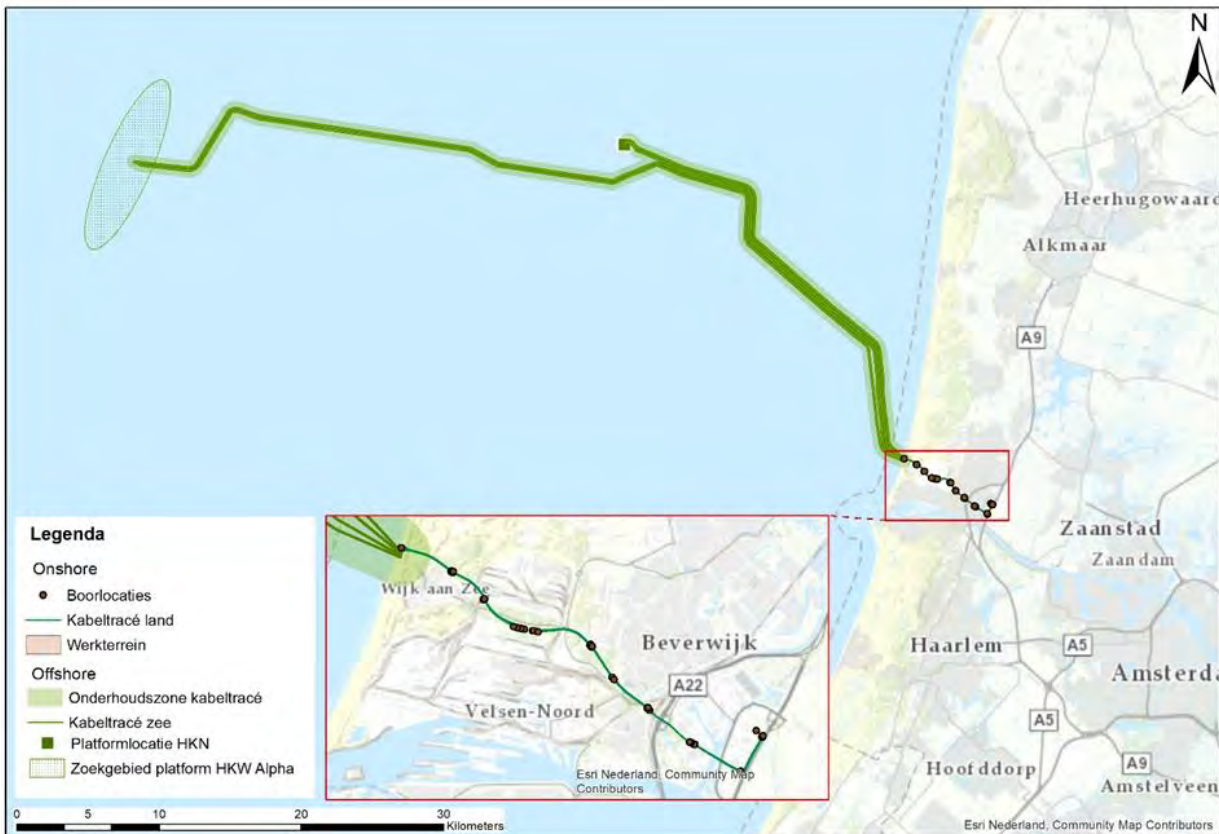 N
Heerhugowaard
Alkmaar
A9
Zaanstad
Zaandam
Haarlem
A5
Amsterda
A5
Hoofddorp
A9
Amstelveen
Wijk aan Zee
Beverwijk
A22
Velsen-Noord
Esri Nederland, Community Map
Contributors
Legenda
Onshore
Boorlocaties
Kabeltracé land
Werkterrein
Offshore
Onderhoudszone kabeltracé
Kabeltracé zee
Platformlocatie HKN
Zoekgebied platform HKW Alpha
0 5 10 20 30
Kilometers
Esri Nederland, Community Map Contributors